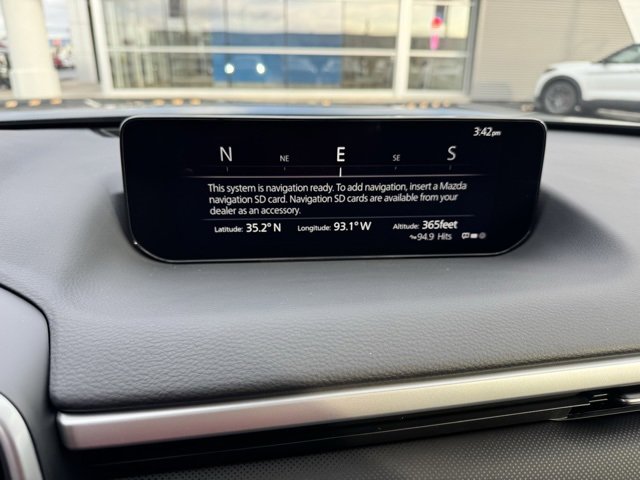 3:42pm
N NE E SE S
This system is navigation ready. To add navigation, insert a Mazda
navigation SD card. Navigation SD cards are available from your
dealer as an accessory.
Latitude: 35.2° N Longitude: 93.1° W Altitude: 365feet
94.9 Hits